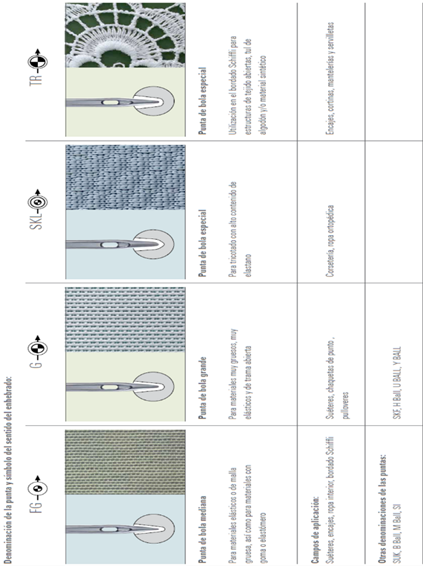 Denominación de la punta y símbolo del sentido del enhebrado:
FG
G
SKL
TR
Punta de bola mediana
Para materiales elásticos o de malla
gruesa, así como para materiales con
goma o elastómero
Punta de bola grande
Para materiales muy gruesos, muy
elásticos y de trama abierta
Punta de bola especial
Para tricotado con alto contenido de
elastano
Punta de bola especial
Utilización en el bordado Schiffli para
estructuras de tejido abiertas, tul de
algodón y/o material sintético
Campos de aplicación:
Suéteres, encajes, ropa interior, bordado Schiffli
Suéteres, chaquetas de punto,
pulóveres
Corsetería, ropa ortopédica
Encajes, cortinas, mantelerías y servilletas
Otras denominaciones de las puntas:
SUK, B Ball, M Ball, SI
SKF, H Ball, U BALL, Y BALL